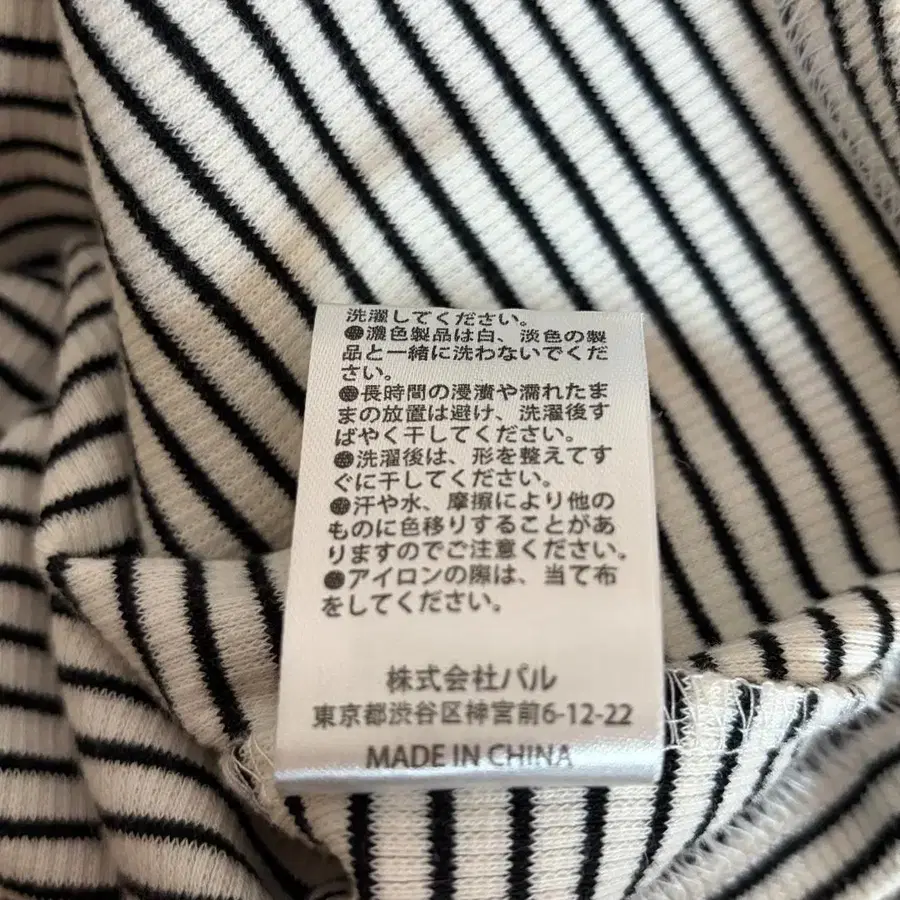 洗濯してください。
●濃色製品は白、淡色の製
品と一緒に洗わないでくだ
さい。
●長時間の浸漬や濡れたま
まの放置は避け、洗濯後す
ばやく干してください。
●洗濯後は、形を整えてす
ぐに干してください。
●汗や水、摩擦により他の
ものに色移りすることがあ
りますのでご注意ください。
●アイロンの際は、当て布
をしてください。
株式会社パル
東京都渋谷区神宮前6-12-22
MADE IN CHINA